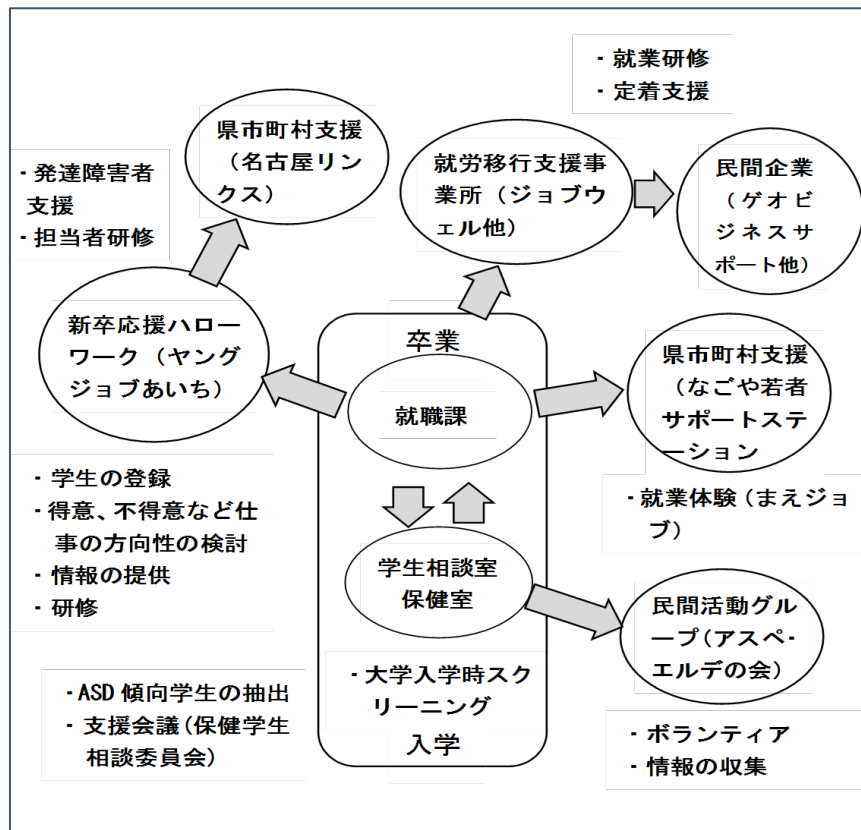 ・就業研修
・定着支援
県市町村支援
（名古屋リン
クス）
就労移行支援事
業所（ジョブウ
ェル他）
民間企業
（ゲオビ
ジネスサ
ポート他）
・発達障害者
支援
・担当者研修
新卒応援ハロー
ワーク（ヤング
ジョブあいち）
卒業
就職課
県市町村支援
（なごや若者
サポートステ
ーション
・学生の登録
・得意、不得意など仕
事の方向性の検討
・情報の提供
・研修
・就業体験（まえジョ
ブ）
学生相談室
保健室
民間活動グル
ープ（アスペ・
エルデの会）
・大学入学時スク
リーニング
入学
・ASD 傾向学生の抽出
・支援会議（保健学生
相談委員会）
・ボランティア
・情報の収集